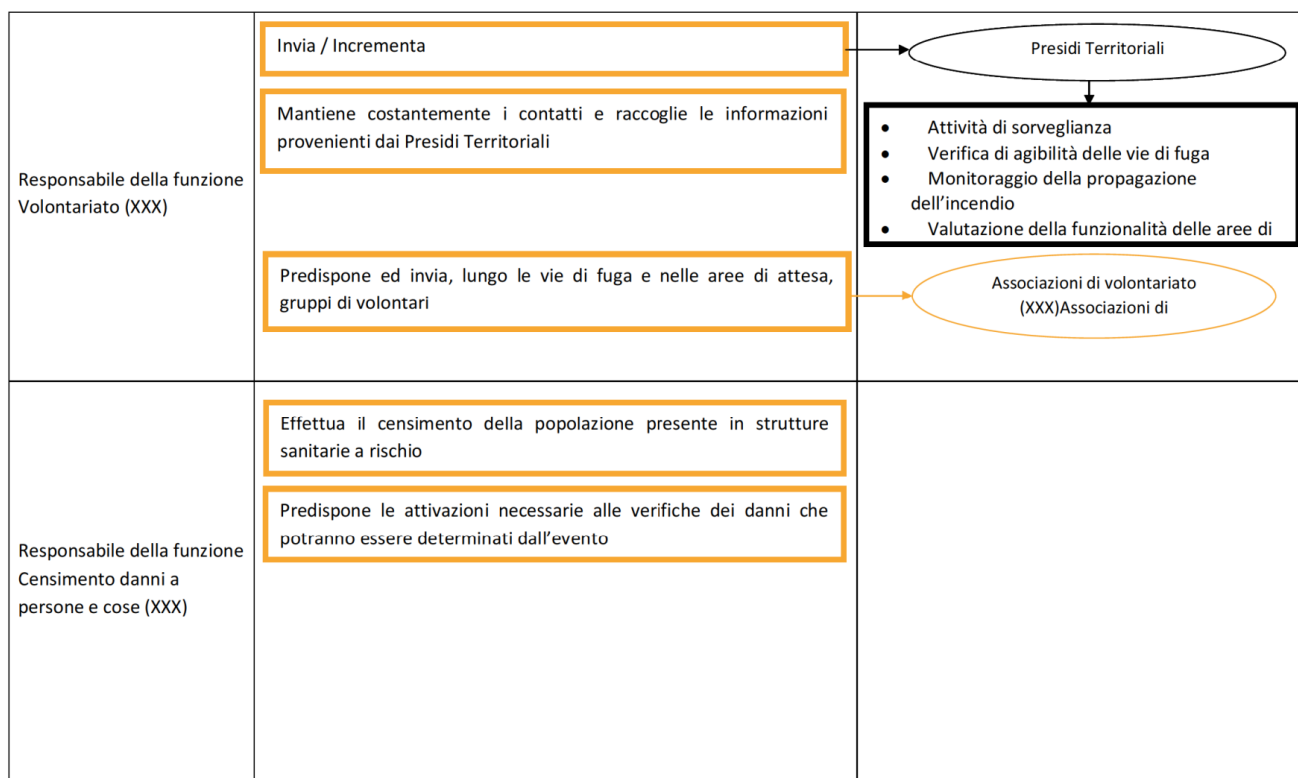 Responsabile della funzione
Volontariato (XXX)
Invia / Incrementa
Mantiene costantemente i contatti e raccoglie le informazioni
provenienti dai Presidi Territoriali
Predispone ed invia, lungo le vie di fuga e nelle aree di attesa,
gruppi di volontari
Presidi Territoriali
• Attività di sorveglianza
• Verifica di agibilità delle vie di fuga
• Monitoraggio della propagazione
dell’incendio
• Valutazione della funzionalità delle aree di
Associazioni di volontariato
(XXX)Associazioni di
Responsabile della funzione
Censimento danni a
persone e cose (XXX)
Effettua il censimento della popolazione presente in strutture
sanitarie a rischio
Predispone le attivazioni necessarie alle verifiche dei danni che
potranno essere determinati dall’evento